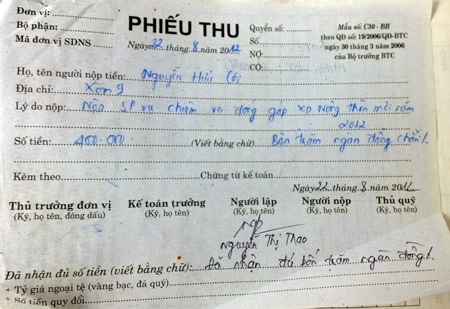 Đơn vị:
Bộ phận:
Mã đơn vị SDNS
PHIẾU THU
Ngày 22 tháng 8 năm 2012
Quyển số:
Số
NỢ
CÓ
Mẫu số C30 - BB
theo QĐ số: 19/2006/QĐ-BTC
ngày 30 tháng 3 năm 2006
của Bộ trưởng BTC
Họ, tên người nộp tiền: Nguyễn Hữu
Địa chỉ: Xóm 9
Lý do nộp: Nộp SP vụ chiêm và đóng góp xd Nông thôn mới năm
2012
Số tiền: 400.000 (Viết bằng chữ) Bốn trăm ngàn đồng chẵn/.
Kèm theo Chứng từ kế toán
Ngày 22 tháng 8 năm 2012
Thủ trưởng đơn vị Kế toán trưởng Người lập Người nộp Thủ quỹ
(Ký, họ tên, đóng dấu) (Ký, họ tên) (Ký, họ tên) (Ký, họ tên) (Ký, họ tên)
Nguyễn Thị Thao
Đã nhận đủ số tiền (viết bằng chữ): Đã nhận đủ bốn trăm ngàn đồng/.
+ Tỷ giá ngoại tệ (vàng bạc, đá quý)
+ Số tiền quy đổi